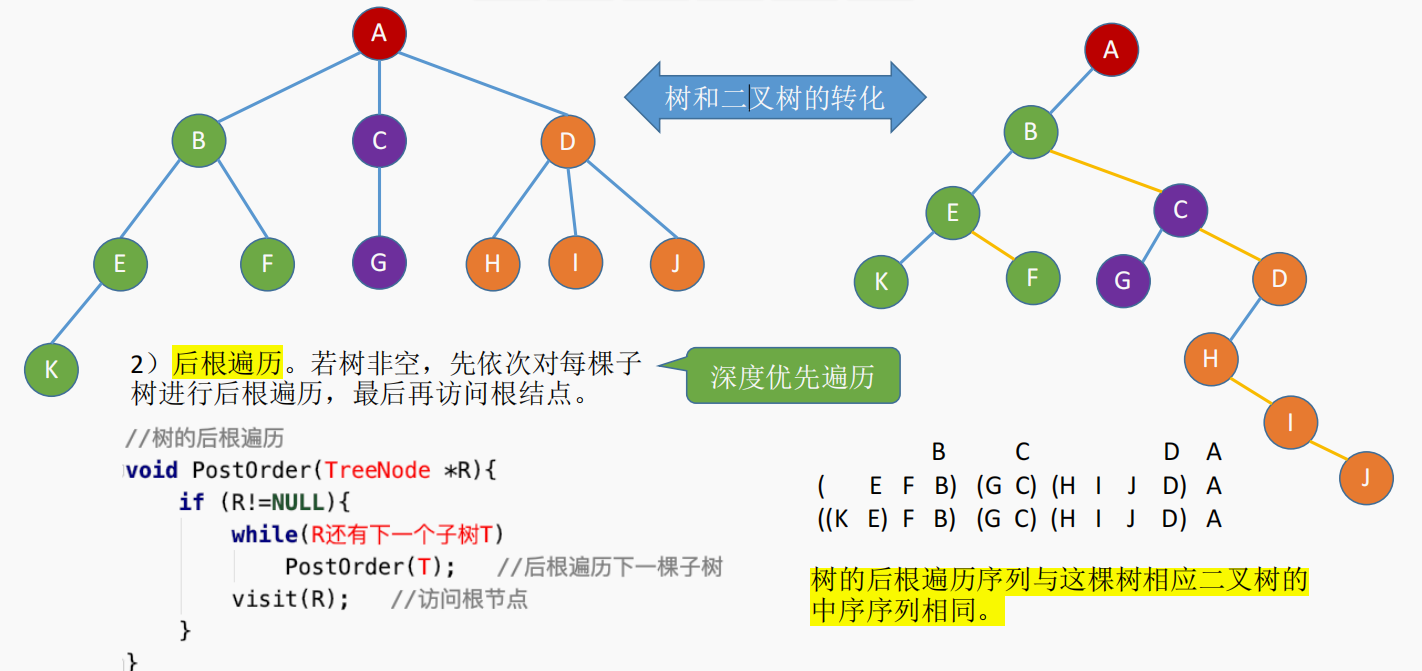 A
A
树和二叉树的转化
B
C
D
B
E
C
E
F
G
H
I
J
K
F
G
D
K
2）后根遍历。若树非空，先依次对每棵子
树进行后根遍历，最后再访问根结点。
深度优先遍历
H
I
J
//树的后根遍历
void PostOrder(TreeNode *R){
if (R!=NULL){
while(R还有下一个子树T)
PostOrder(T); //后根遍历下一棵子树
visit(R); //访问根节点
}
}
B C D A
( E F B) (G C) (H I J D) A
((K E) F B) (G C) (H I J D) A
树的后根遍历序列与这棵树相应二叉树的
中序序列相同。